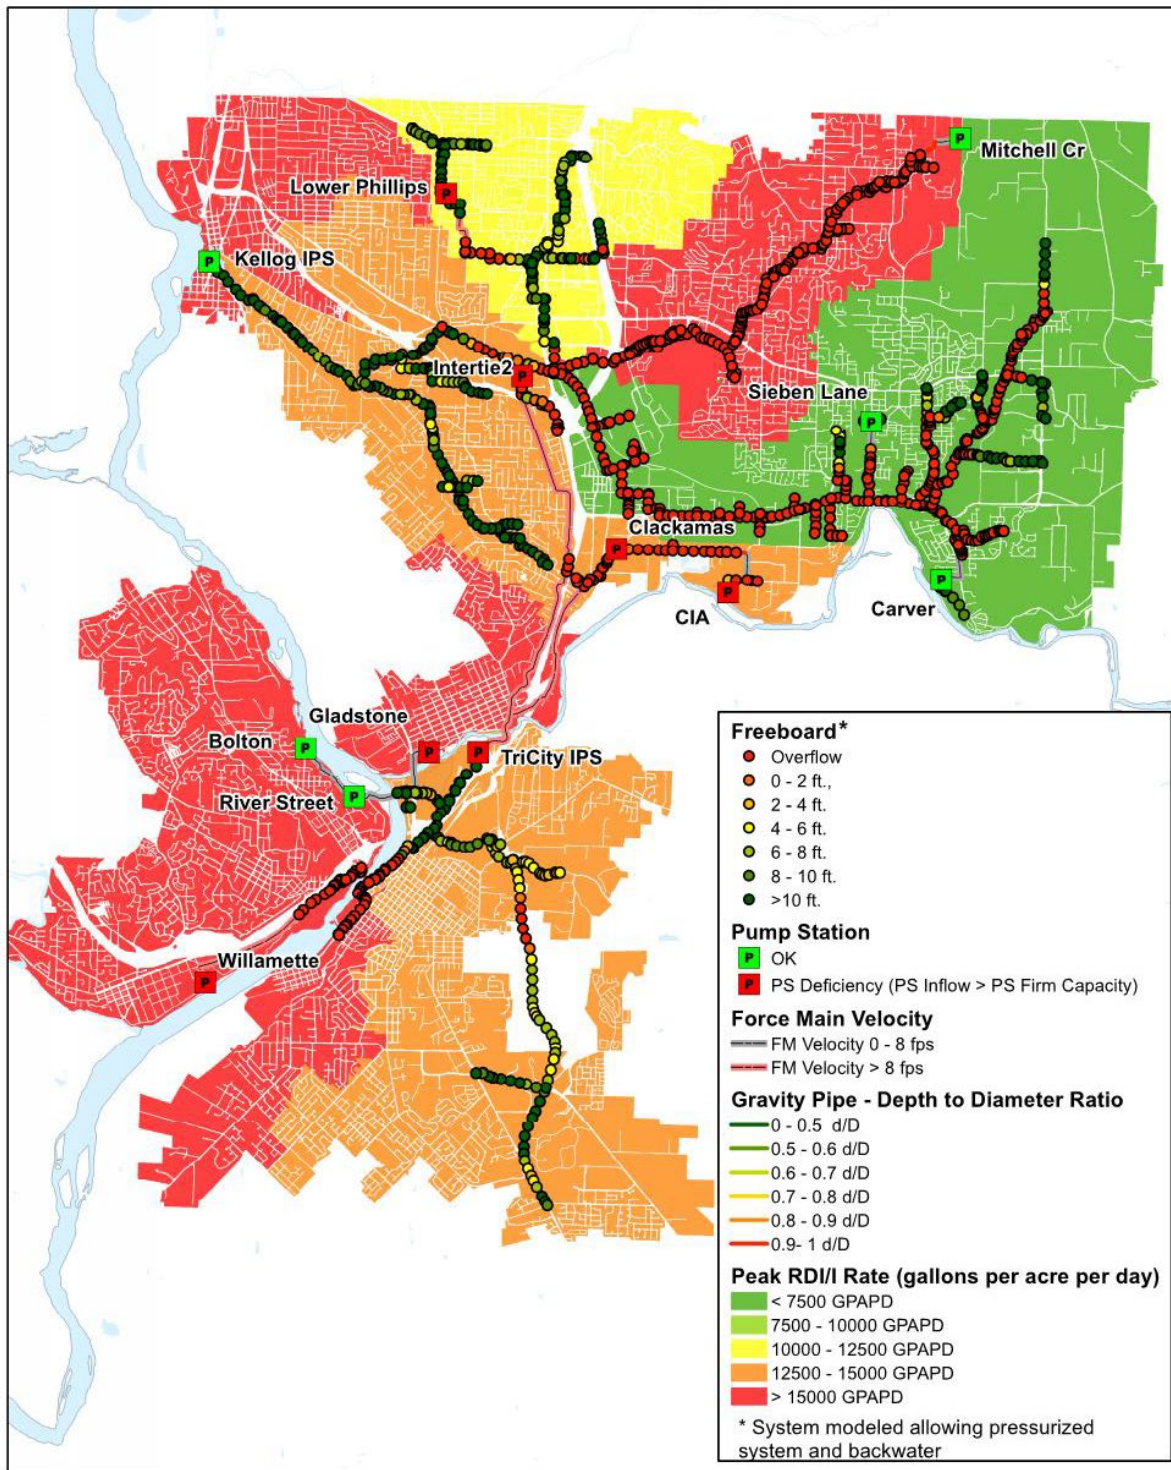 Mitchell Cr
Lower Phillips
Kellog IPS
Intertie2
Sieben Lane
Clackamas
CIA
Carver
Gladstone
Bolton
TriCity IPS
River Street
Willamette
P
P
P
P
P
P
P
P
P
P
P
P
P
Freeboard*
Overflow
0 - 2 ft.,
2 - 4 ft.
4 - 6 ft.
6 - 8 ft.
8 - 10 ft.
>10 ft.
Pump Station
P OK
P PS Deficiency (PS Inflow > PS Firm Capacity)
Force Main Velocity
FM Velocity 0 - 8 fps
FM Velocity > 8 fps
Gravity Pipe - Depth to Diameter Ratio
0 - 0.5 d/D
0.5 - 0.6 d/D
0.6 - 0.7 d/D
0.7 - 0.8 d/D
0.8 - 0.9 d/D
0.9- 1 d/D
Peak RDI/I Rate (gallons per acre per day)
< 7500 GPAPD
7500 - 10000 GPAPD
10000 - 12500 GPAPD
12500 - 15000 GPAPD
> 15000 GPAPD
* System modeled allowing pressurized
system and backwater